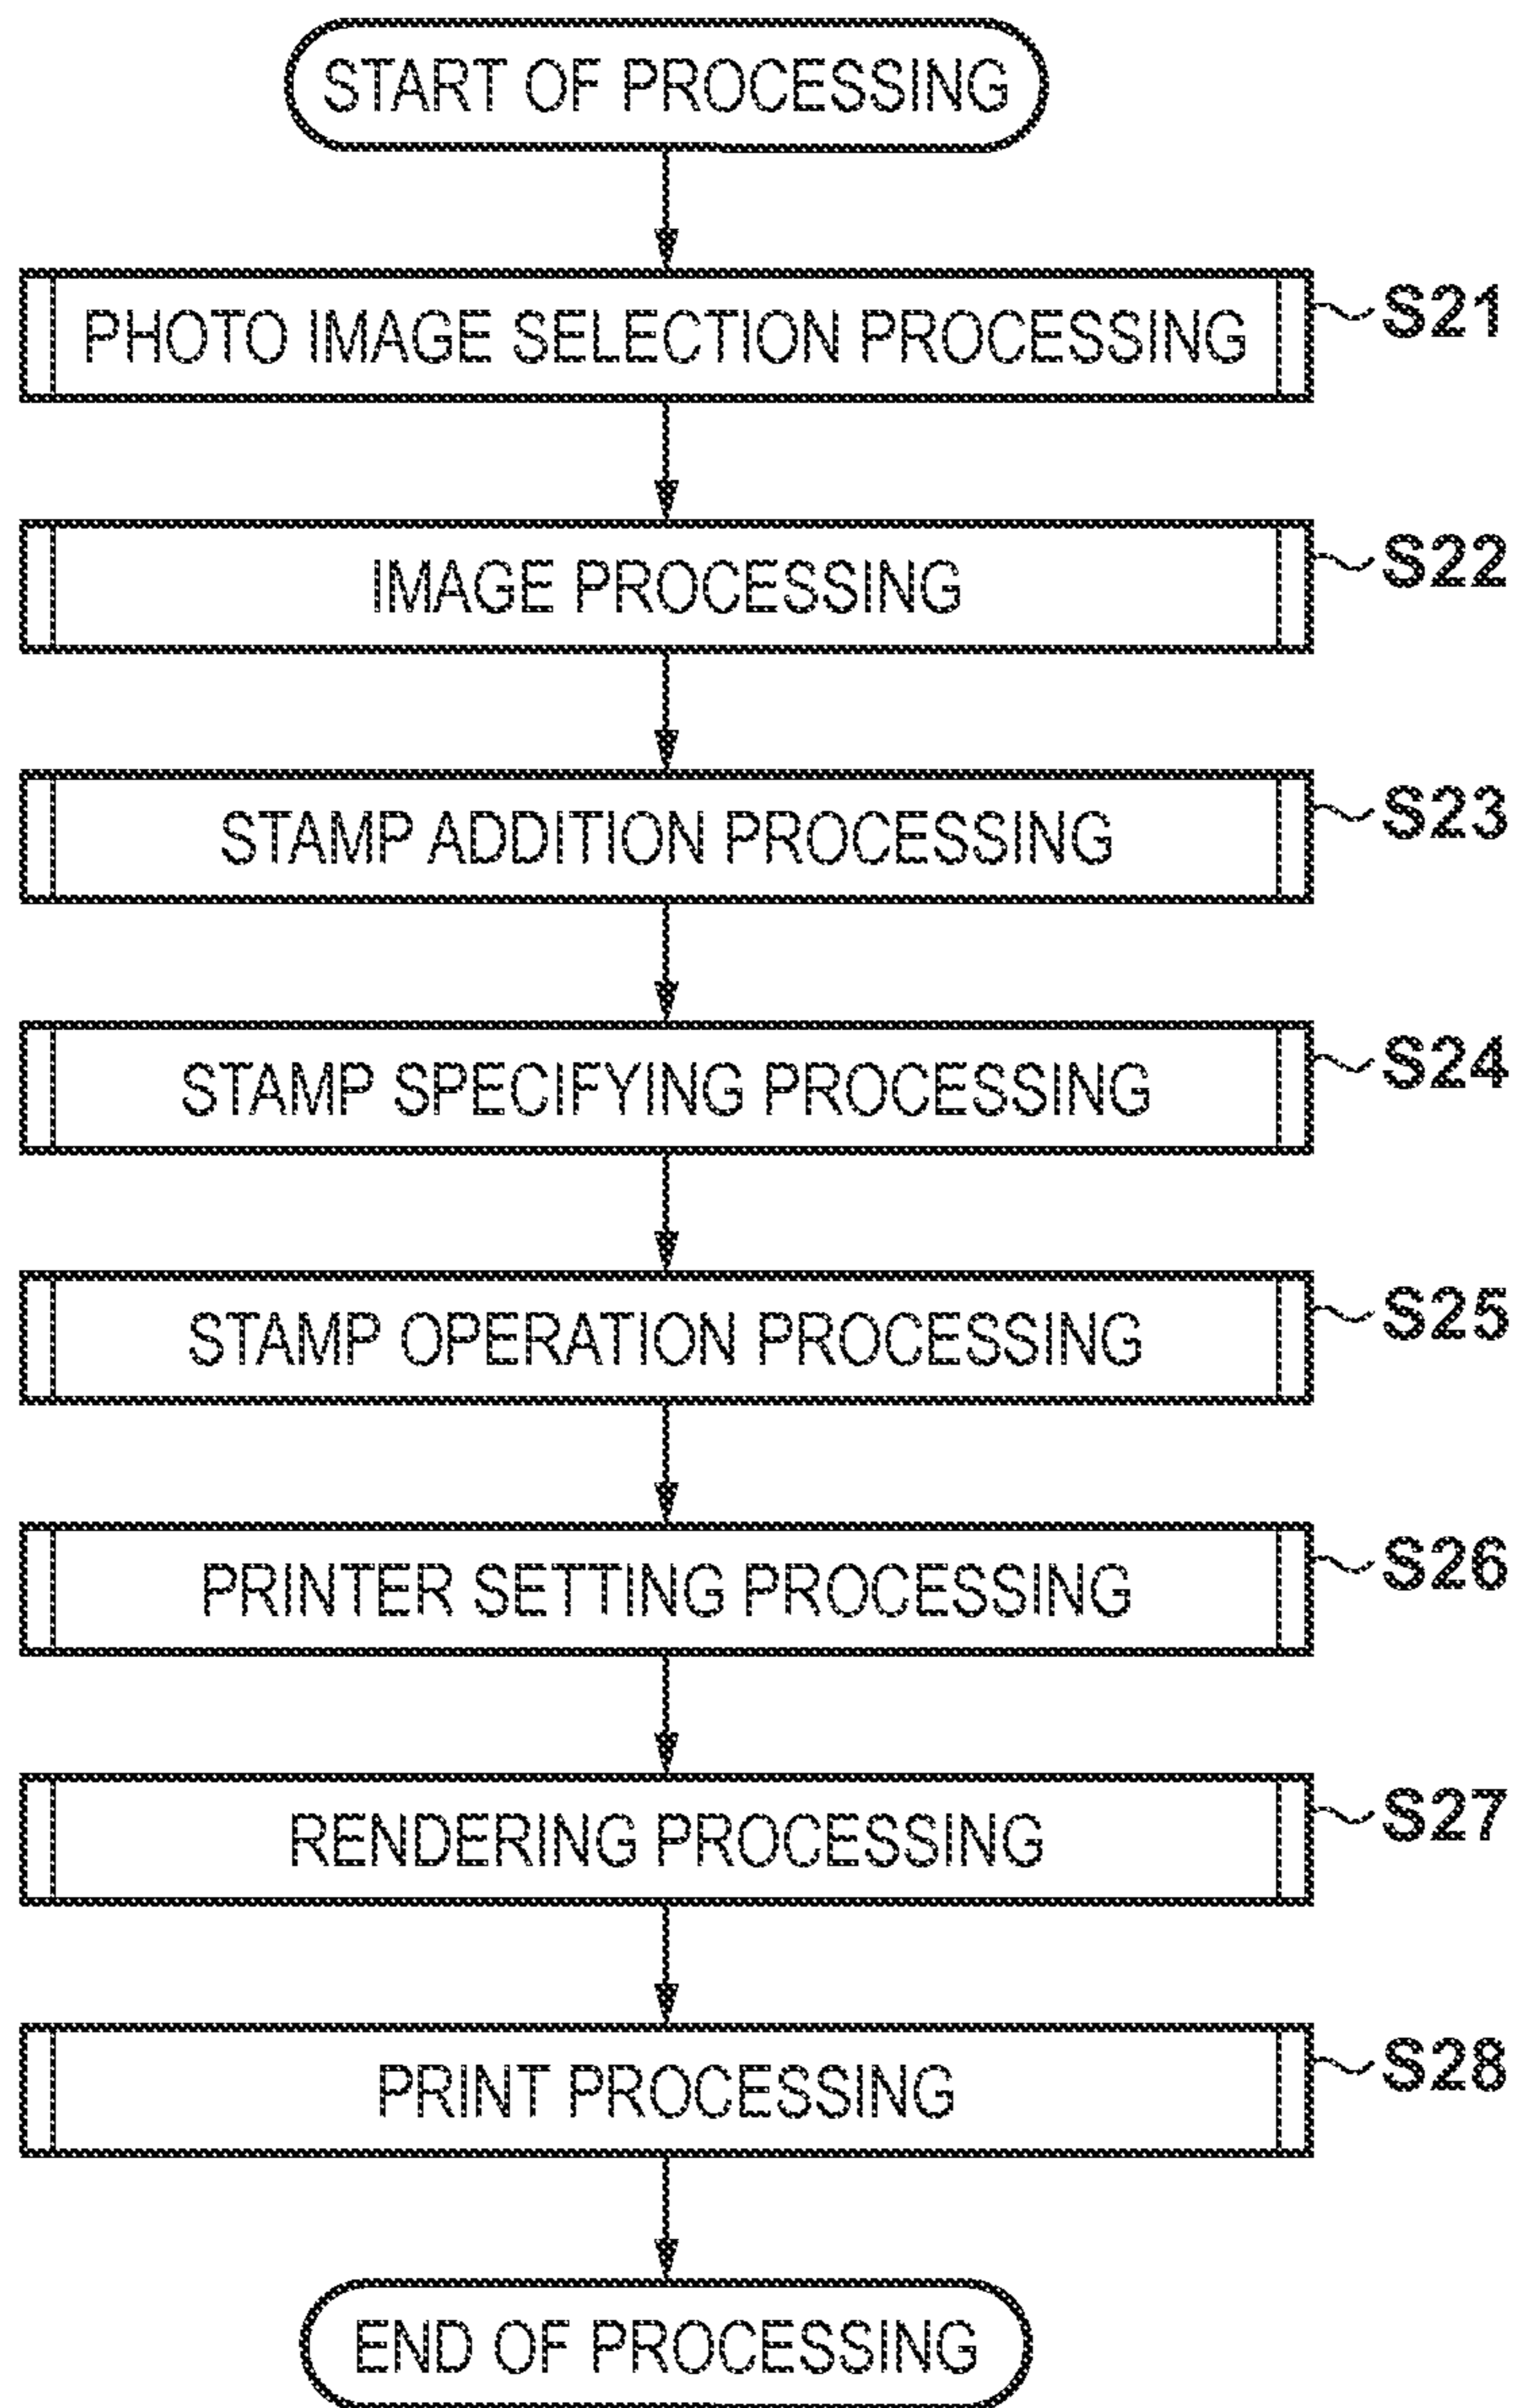 START OF PROCESSING
PHOTO IMAGE SELECTION PROCESSING S21
IMAGE PROCESSING S22
STAMP ADDITION PROCESSING S23
STAMP SPECIFYING PROCESSING S24
STAMP OPERATION PROCESSING S25
PRINTER SETTING PROCESSING S26
RENDERING PROCESSING S27
PRINT PROCESSING S28
END OF PROCESSING